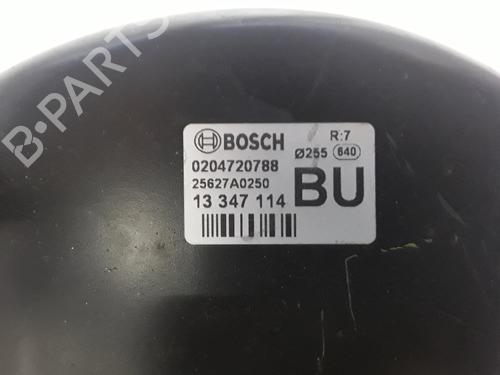 BOSCH
R:7
0204720788
Ø255 640
25627A0250
13 347 114
BU
B-PARTS